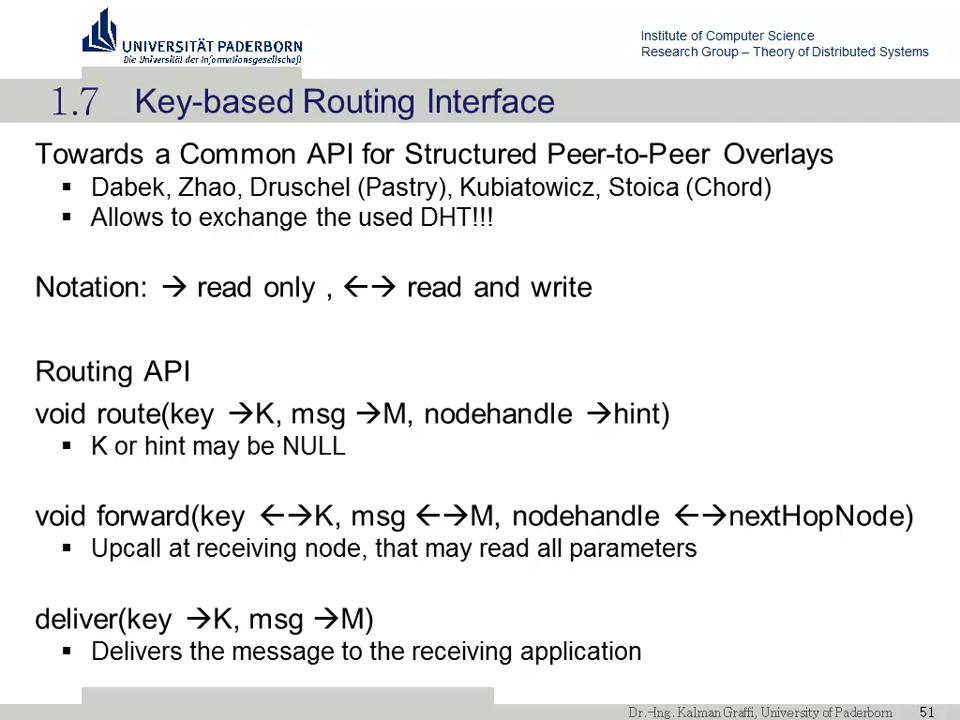 UNIVERSITÄT PADERBORN
Die Universität der Informationsgesellschaft
Institute of Computer Science
Research Group – Theory of Distributed Systems
1.7 Key-based Routing Interface
Towards a Common API for Structured Peer-to-Peer Overlays
▪ Dabek, Zhao, Druschel (Pastry), Kubiatowicz, Stoica (Chord)
▪ Allows to exchange the used DHT!!!
Notation: → read only , ←→ read and write
Routing API
void route(key →K, msg →M, nodehandle →hint)
▪ K or hint may be NULL
void forward(key ←→K, msg ←→M, nodehandle ←→nextHopNode)
▪ Upcall at receiving node, that may read all parameters
deliver(key →K, msg →M)
▪ Delivers the message to the receiving application
Dr.-Ing. Kalman Graffi, University of Paderborn 51